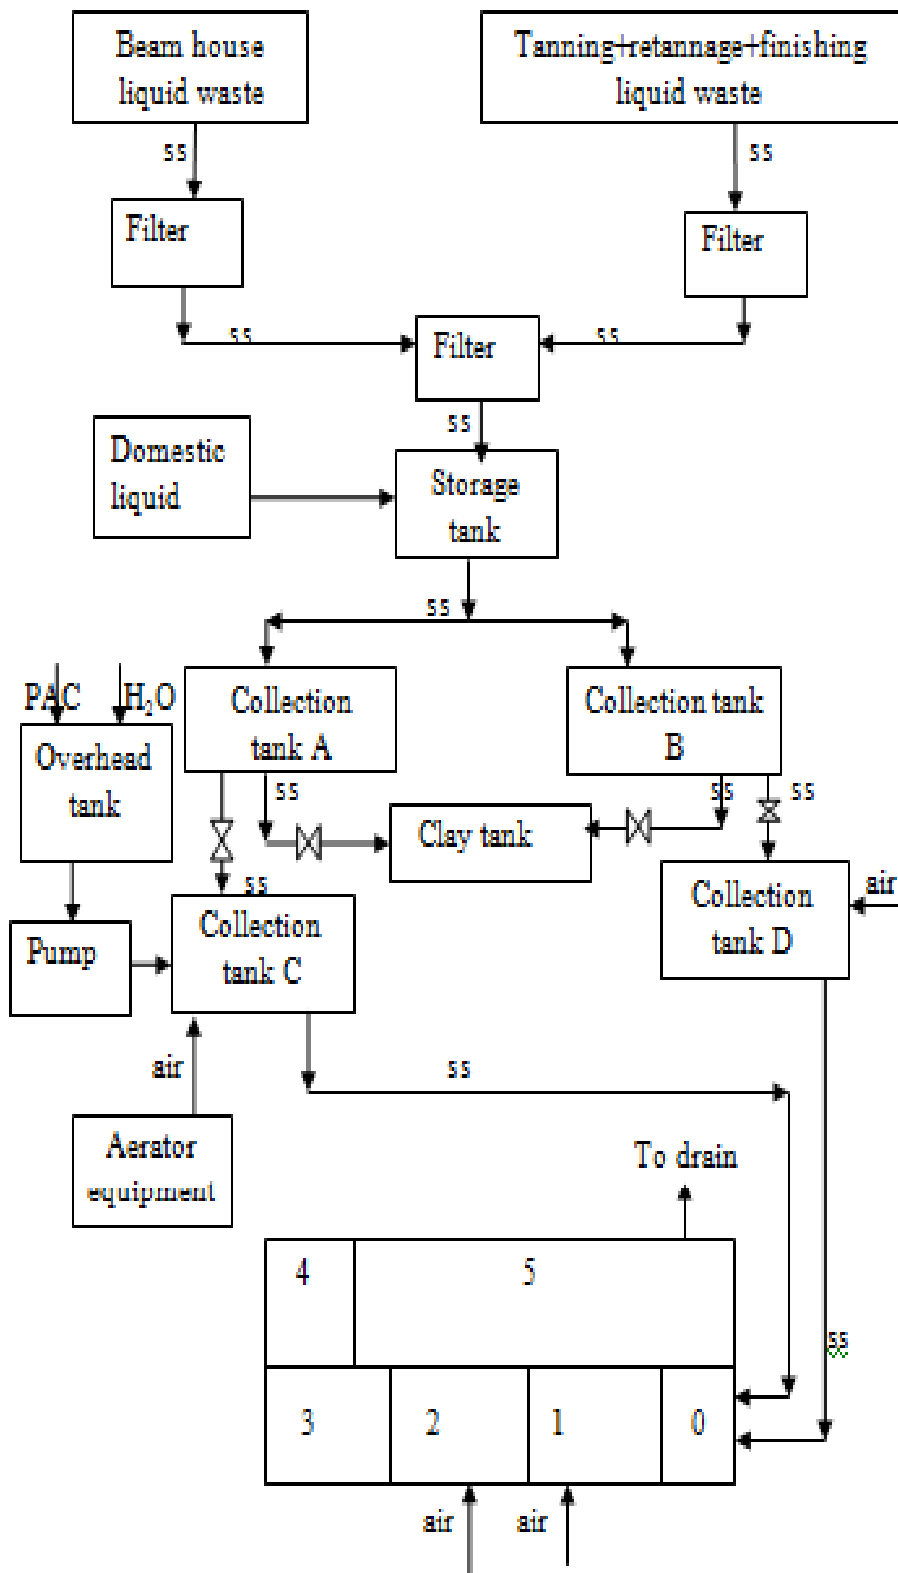 Beam house
liquid waste
Tanning+retannage+finishing
liquid waste
ss
ss
Filter
Filter
ss
ss
Filter
ss
Domestic
liquid
Storage
tank
ss
PAC
H₂O
Collection
tank A
Collection tank
B
Overhead
tank
ss
ss
ss
Clay tank
ss
Collection
tank D
air
Pump
Collection
tank C
air
ss
Aerator
equipment
To drain
4
5
ss
3
2
1
0
air
air